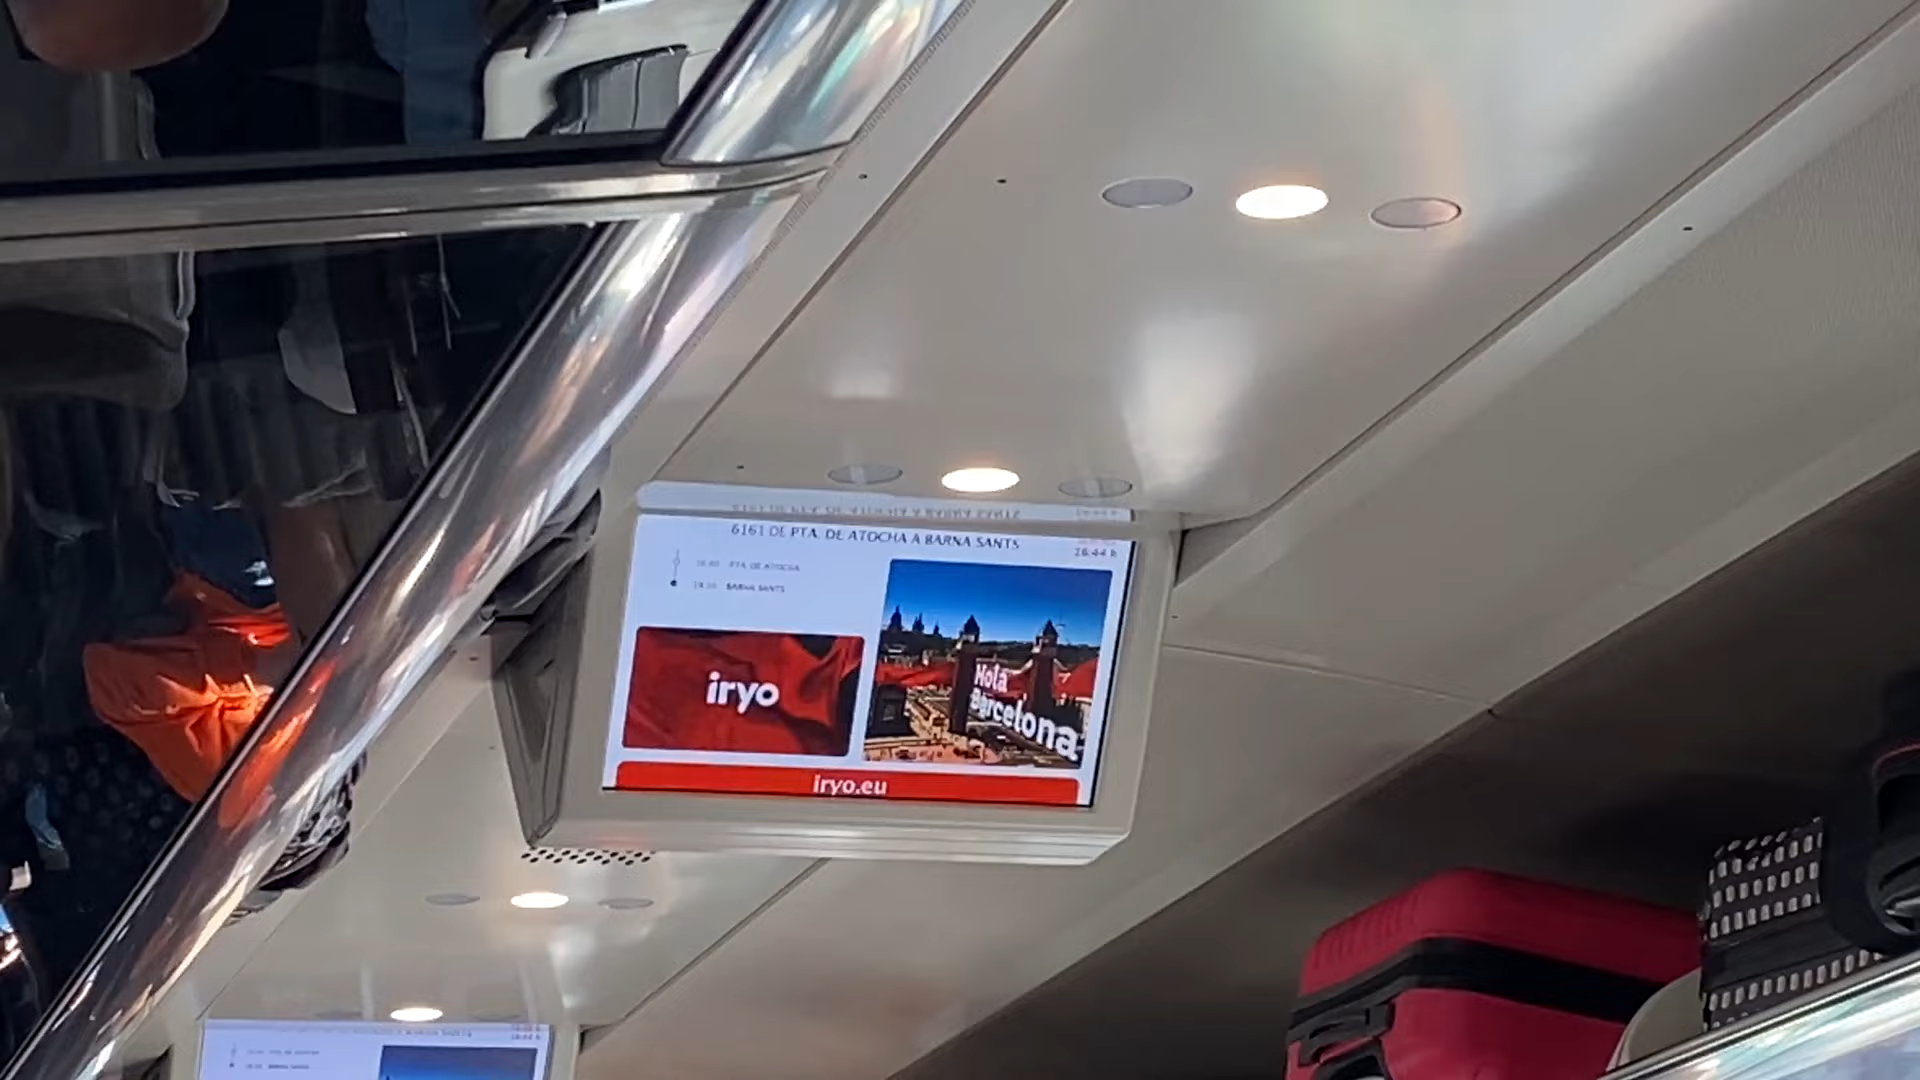 6161 DE PTA. DE ATOCHA A BARNA SANTS
16:44 h
PTA. DE ATOCHA
BARNA SANTS
iryo
Hola
Barcelona
iryo.eu